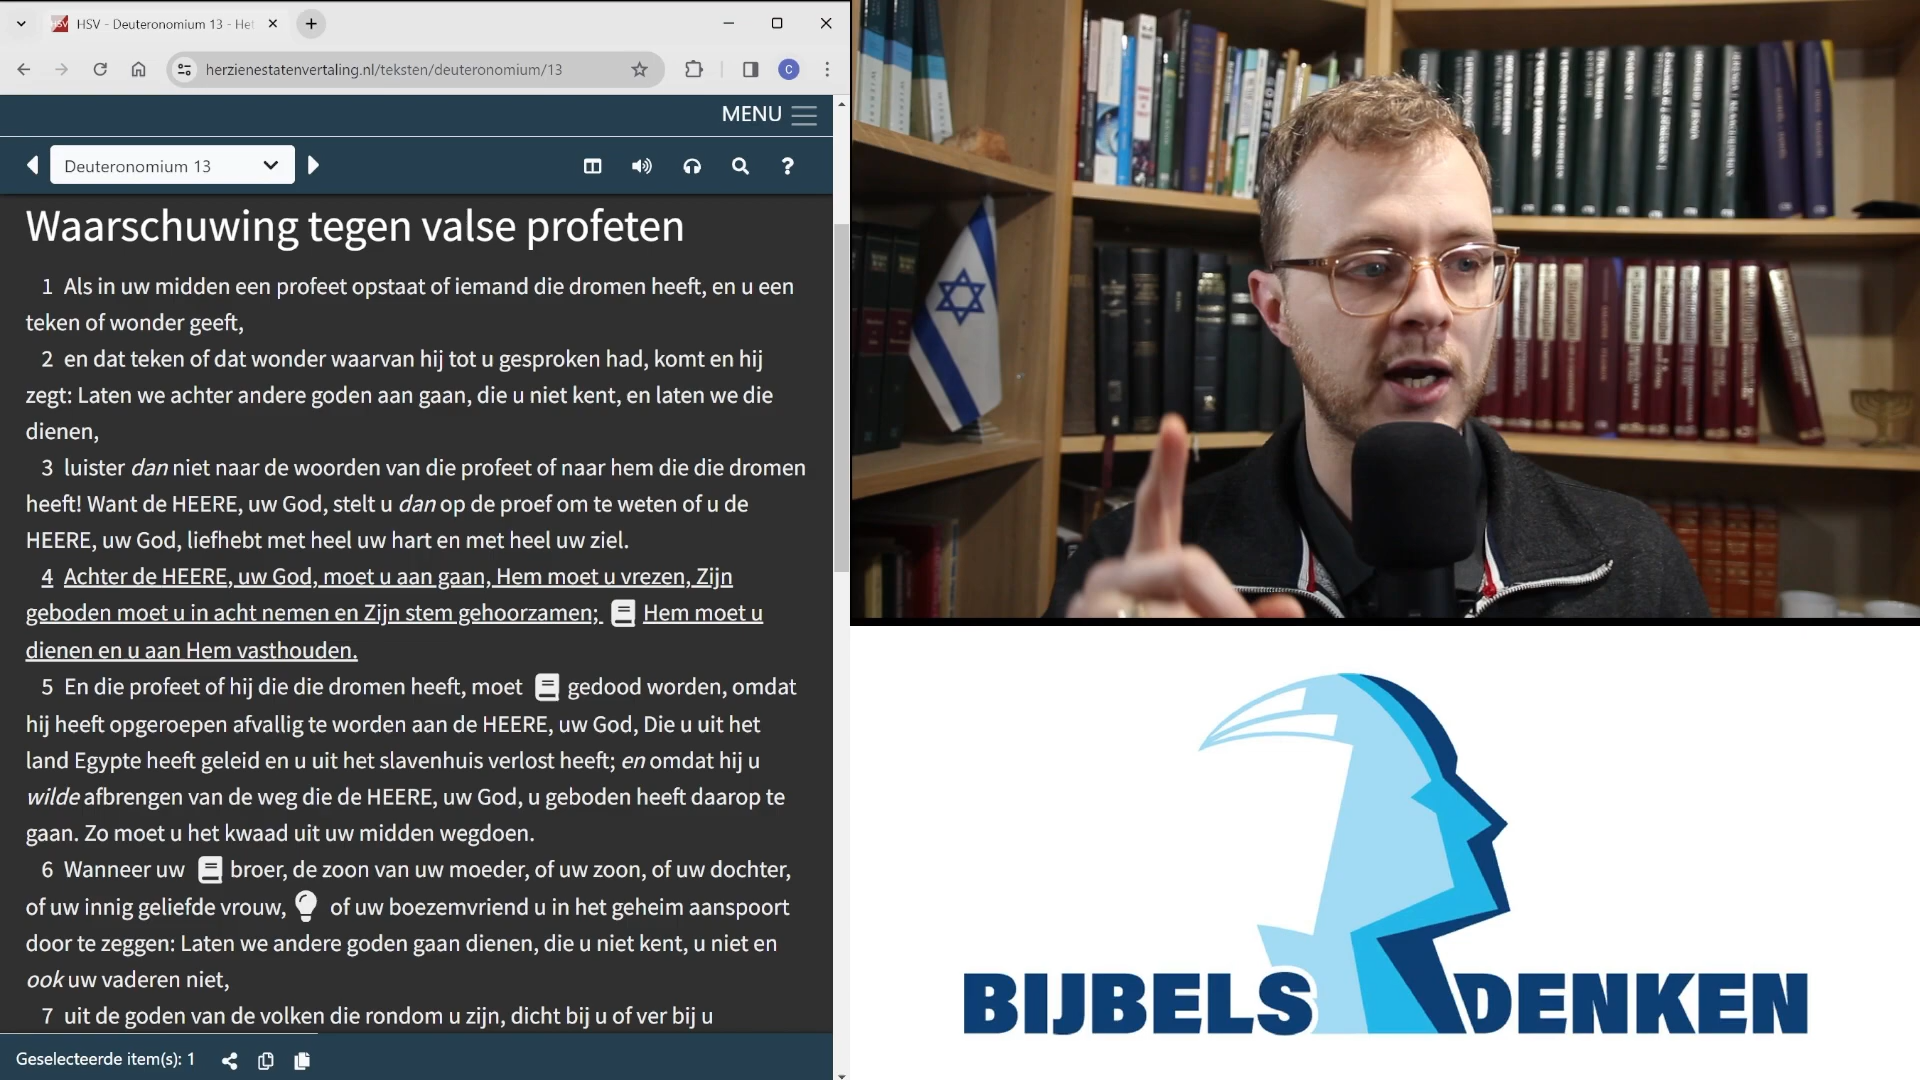 HSV - Deuteronomium 13 - Het
herzienestatenvertaling.nl/teksten/deuteronomium/13
C
MENU
Deuteronomium 13
?
Waarschuwing tegen valse profeten
1 Als in uw midden een profeet opstaat of iemand die dromen heeft, en u een
teken of wonder geeft,
2 en dat teken of dat wonder waarvan hij tot u gesproken had, komt en hij
zegt: Laten we achter andere goden aan gaan, die u niet kent, en laten we die
dienen,
3 luister dan niet naar de woorden van die profeet of naar hem die die dromen
heeft! Want de HEERE, uw God, stelt u dan op de proef om te weten of u de
HEERE, uw God, liefhebt met heel uw hart en met heel uw ziel.
4 Achter de HEERE, uw God, moet u aan gaan, Hem moet u vrezen, Zijn
geboden moet u in acht nemen en Zijn stem gehoorzamen; Hem moet u
dienen en u aan Hem vasthouden.
5 En die profeet of hij die die dromen heeft, moet gedood worden, omdat
hij heeft opgeroepen afvallig te worden aan de HEERE, uw God, Die u uit het
land Egypte heeft geleid en u uit het slavenhuis verlost heeft; en omdat hij u
wilde afbrengen van de weg die de HEERE, uw God, u geboden heeft daarop te
gaan. Zo moet u het kwaad uit uw midden wegdoen.
6 Wanneer uw broer, de zoon van uw moeder, of uw zoon, of uw dochter,
of uw innig geliefde vrouw, of uw boezemvriend u in het geheim aanspoort
door te zeggen: Laten we andere goden gaan dienen, die u niet kent, u niet en
ook uw vaderen niet,
7 uit de goden van de volken die rondom u zijn, dicht bij u of ver bij u
Geselecteerde item(s): 1
BIJBELS DENKEN